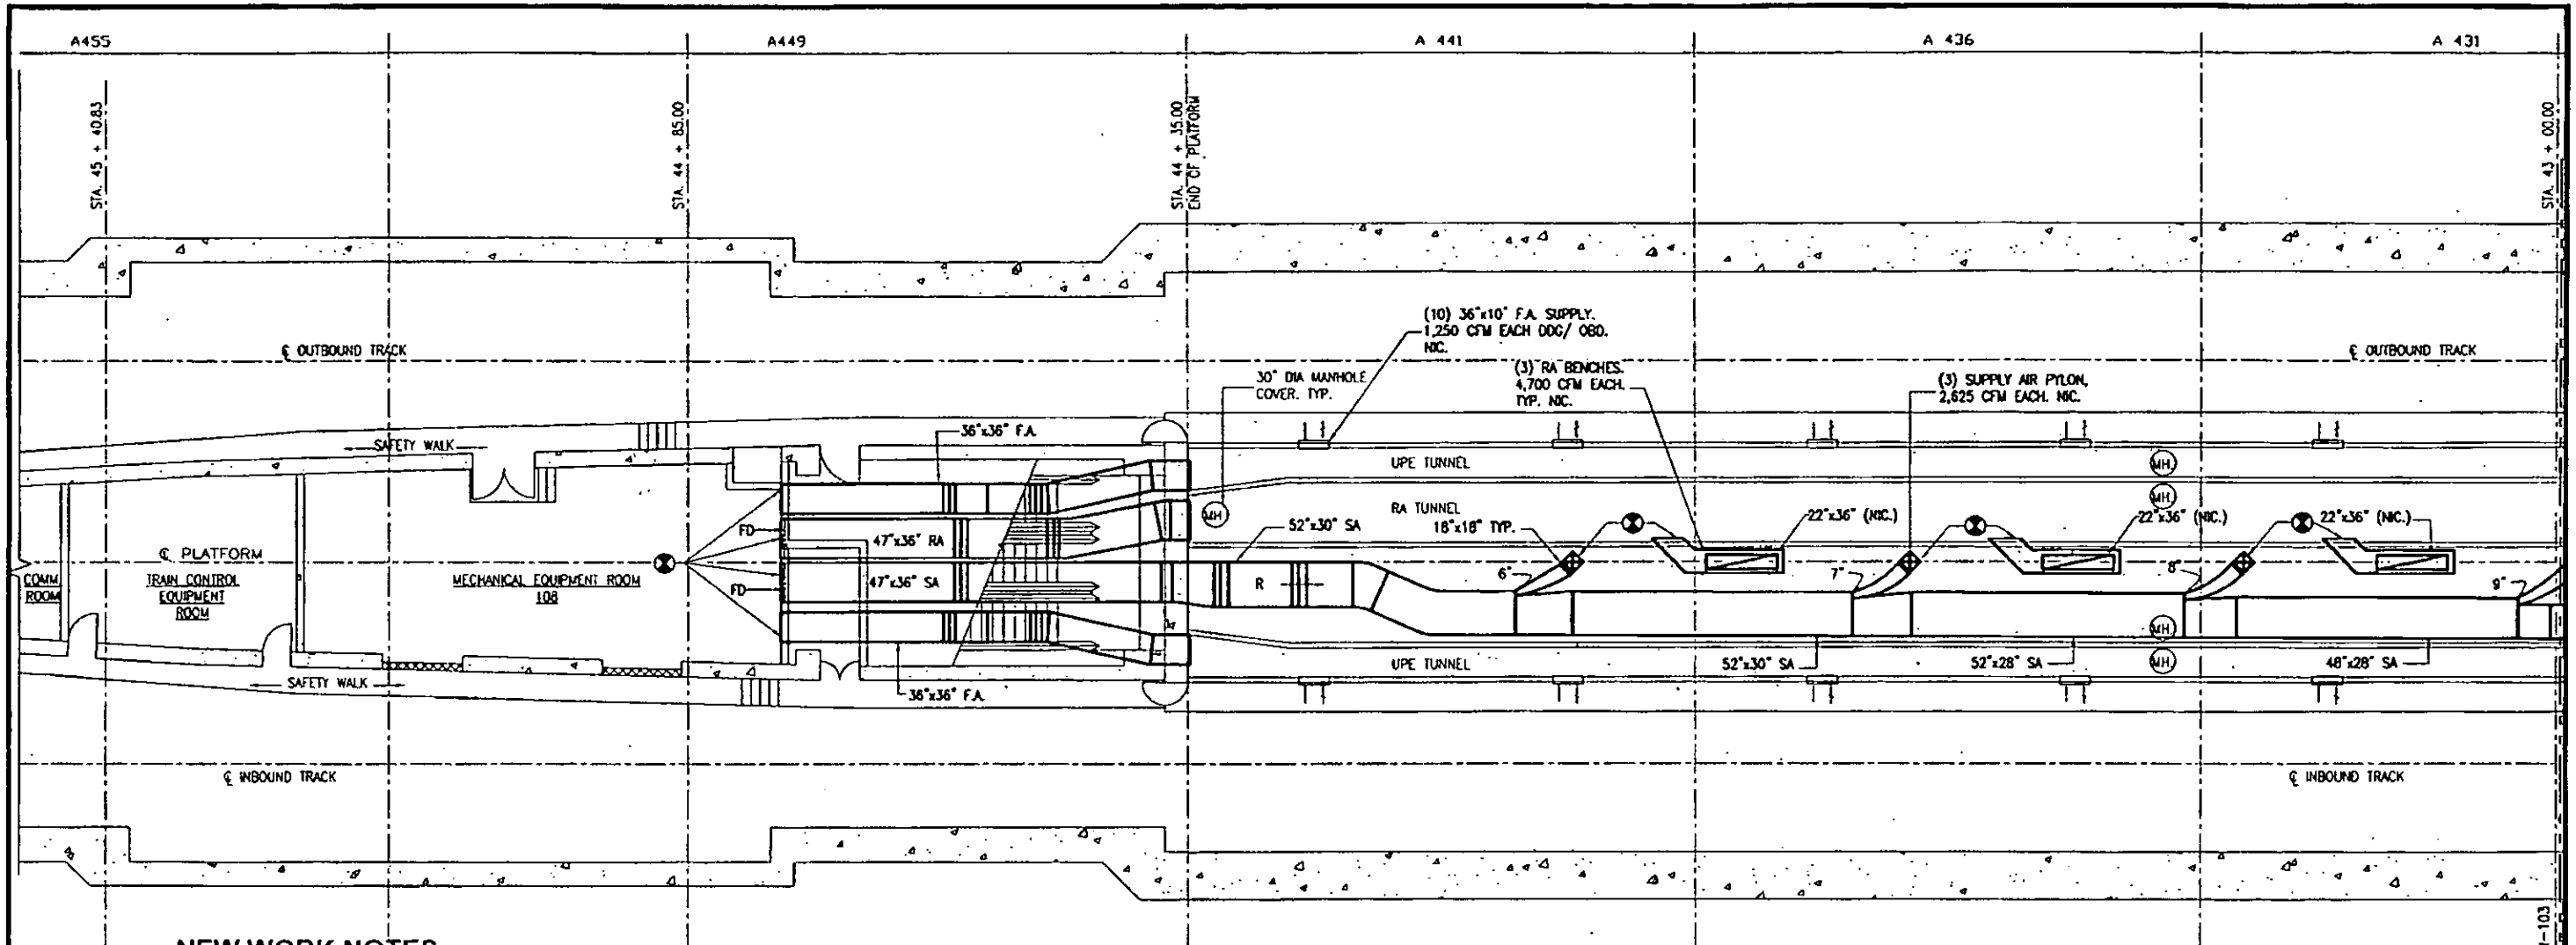 A455
A449
A 441
A 436
A 431
STA. 45 + 40.83
STA. 44 + 85.00
STA. 44 + 35.00
END OF PLATFORM
STA. 43 + 00.00
(10) 36"x10" F.A. SUPPLY.
1,250 CFM EACH DDG/ OBD.
NIC.
℄ OUTBOUND TRACK
℄ OUTBOUND TRACK
30" DIA MANHOLE
COVER. TYP.
(3) RA BENCHES.
4,700 CFM EACH.
TYP. NIC.
(3) SUPPLY AIR PYLON,
2,625 CFM EACH. NIC.
SAFETY WALK
36"x36" F.A.
UPE TUNNEL
MH
MH
MH
RA TUNNEL
52"x30" SA
18"x18" TYP.
22"x36" (NIC.)
22"x36" (NIC.)
22"x36" (NIC.)
FD
47"x36" RA
℄ PLATFORM
COMM
ROOM
TRAIN CONTROL
EQUIPMENT
ROOM
MECHANICAL EQUIPMENT ROOM
108
47"x36" SA
FD
R
6"
7"
8"
9"
MH
MH
UPE TUNNEL
52"x30" SA
52"x28" SA
48"x28" SA
SAFETY WALK
36"x36" F.A.
℄ INBOUND TRACK
℄ INBOUND TRACK
NEW WORK NOTES
-103